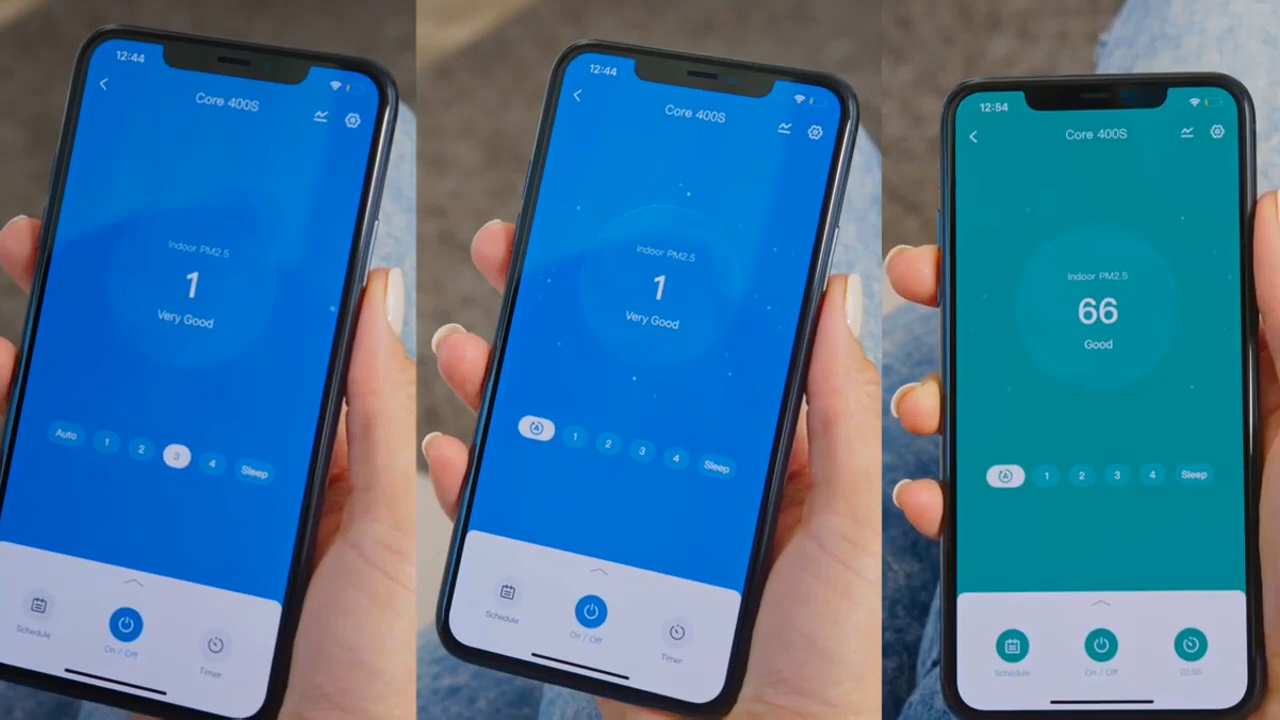 12:44
Core 400S
Indoor PM2.5
1
Very Good
Auto 1 2 3 4 Sleep
Schedule On / Off Timer
12:44
Core 400S
Indoor PM2.5
1
Very Good
A 1 2 3 4 Sleep
Schedule On / Off Timer
12:54
Core 400S
Indoor PM2.5
66
Good
A 1 2 3 4 Sleep
Schedule On / Off 01:56